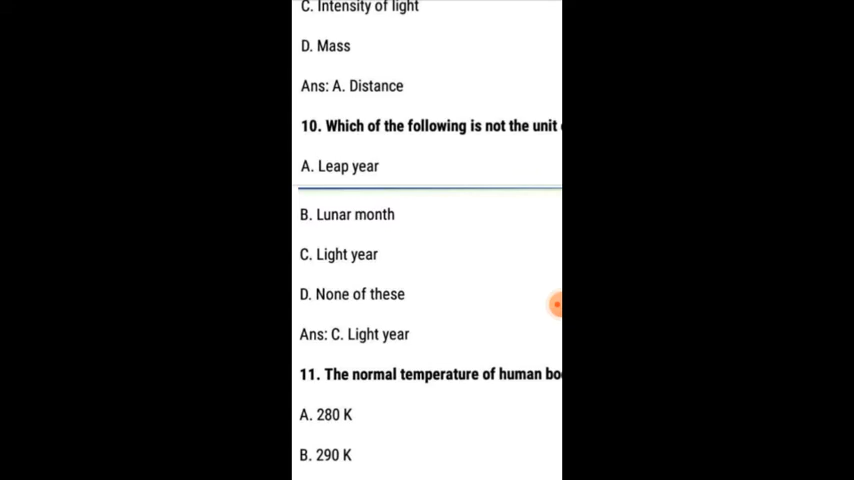 C. Intensity of light
D. Mass
Ans: A. Distance
10. Which of the following is not the unit
A. Leap year
B. Lunar month
C. Light year
D. None of these
Ans: C. Light year
11. The normal temperature of human bo
A. 280 K
B. 290 K